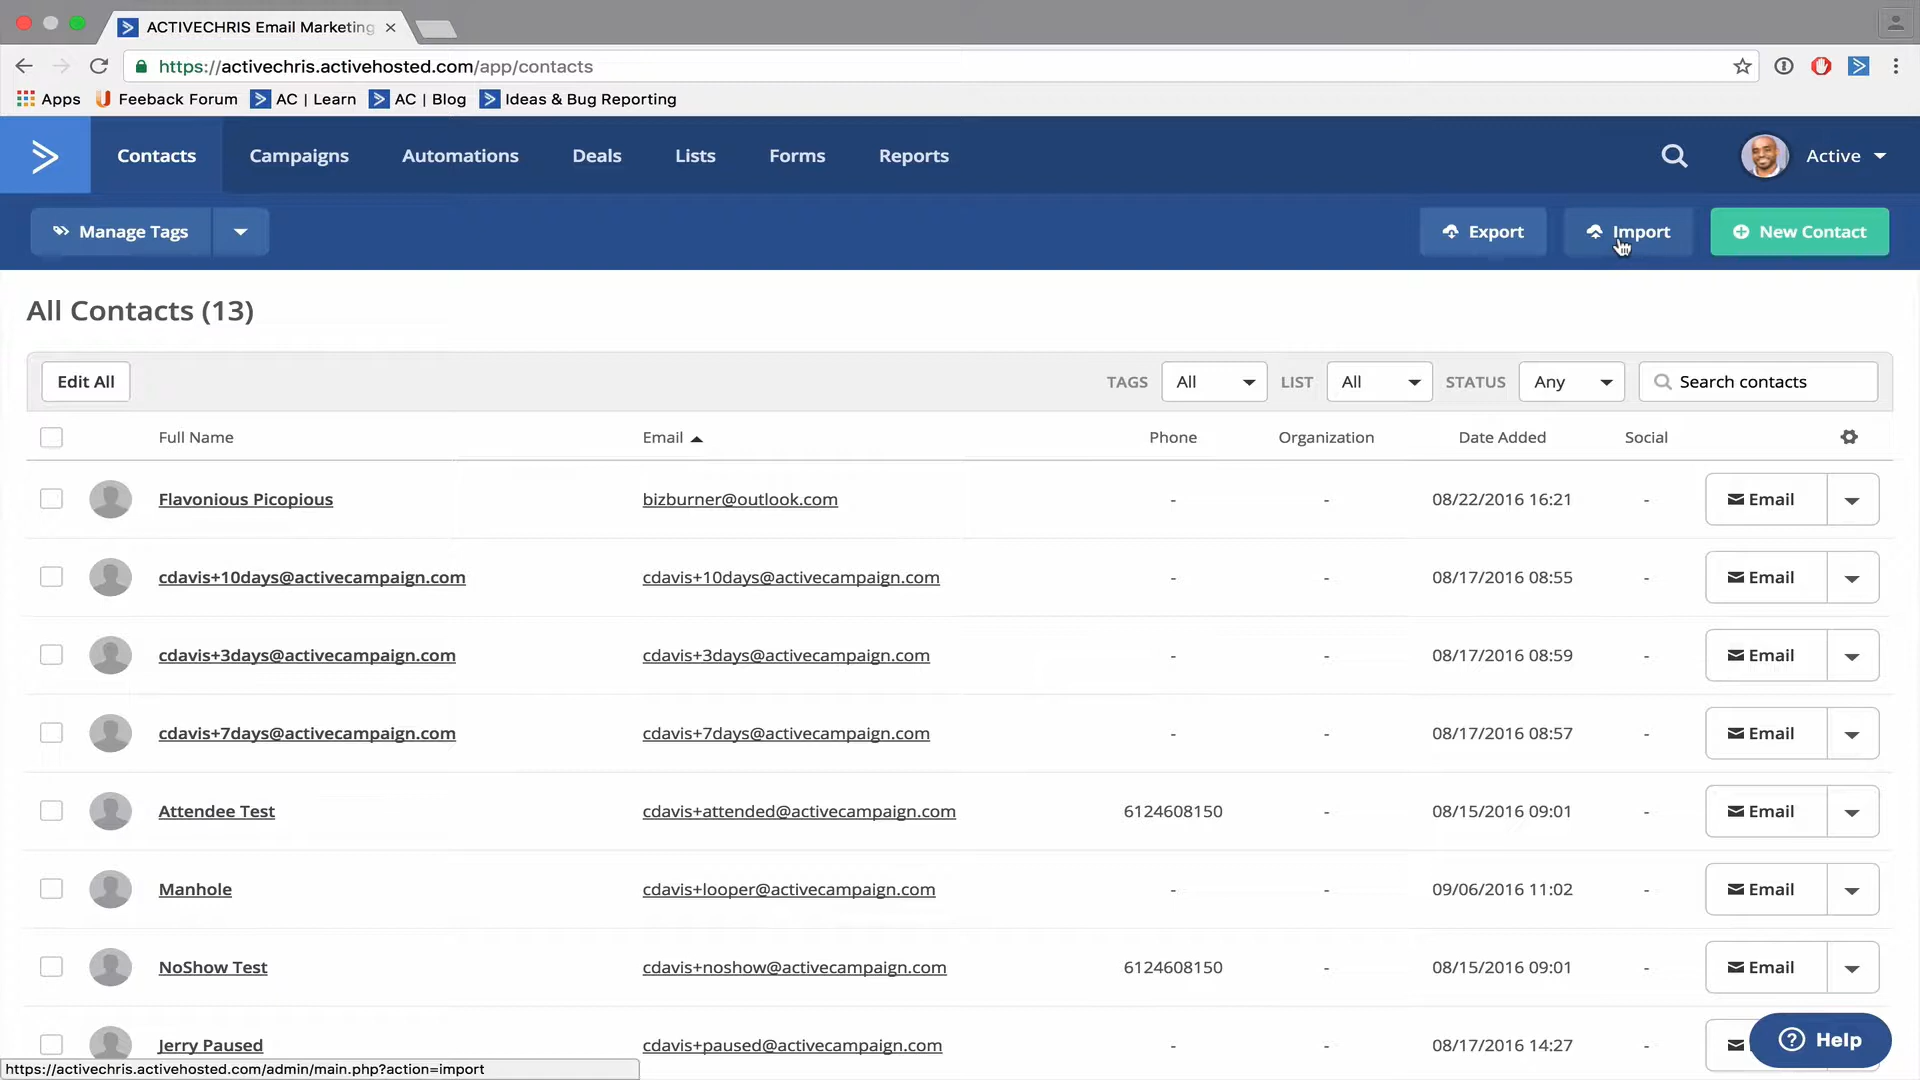 ACTIVECHRIS Email Marketing
https://activechris.activehosted.com/app/contacts
Apps Feeback Forum AC | Learn AC | Blog Ideas & Bug Reporting
Contacts Campaigns Automations Deals Lists Forms Reports Active
Manage Tags Export Import New Contact
All Contacts (13)
Edit All TAGS All LIST All STATUS Any Search contacts
Full Name Email Phone Organization Date Added Social
Flavonious Picopious bizburner@outlook.com - - 08/22/2016 16:21 - Email
cdavis+10days@activecampaign.com cdavis+10days@activecampaign.com - - 08/17/2016 08:55 - Email
cdavis+3days@activecampaign.com cdavis+3days@activecampaign.com - - 08/17/2016 08:59 - Email
cdavis+7days@activecampaign.com cdavis+7days@activecampaign.com - - 08/17/2016 08:57 - Email
Attendee Test cdavis+attended@activecampaign.com 6124608150 - 08/15/2016 09:01 - Email
Manhole cdavis+looper@activecampaign.com - - 09/06/2016 11:02 - Email
NoShow Test cdavis+noshow@activecampaign.com 6124608150 - 08/15/2016 09:01 - Email
Jerry Paused cdavis+paused@activecampaign.com - - 08/17/2016 14:27 -
Help
https://activechris.activehosted.com/admin/main.php?action=import